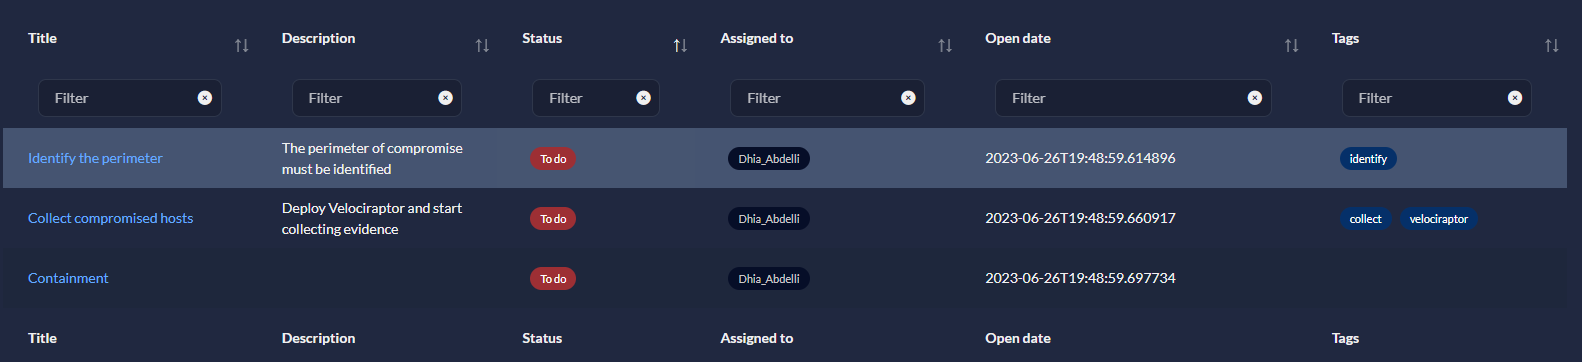 Title Description Status Assigned to Open date Tags
Filter Filter Filter Filter Filter Filter
Identify the perimeter The perimeter of compromise must be identified To do Dhia_Abdelli 2023-06-26T19:48:59.614896 identify
Collect compromised hosts Deploy Velociraptor and start collecting evidence To do Dhia_Abdelli 2023-06-26T19:48:59.660917 collect velociraptor
Containment To do Dhia_Abdelli 2023-06-26T19:48:59.697734
Title Description Status Assigned to Open date Tags